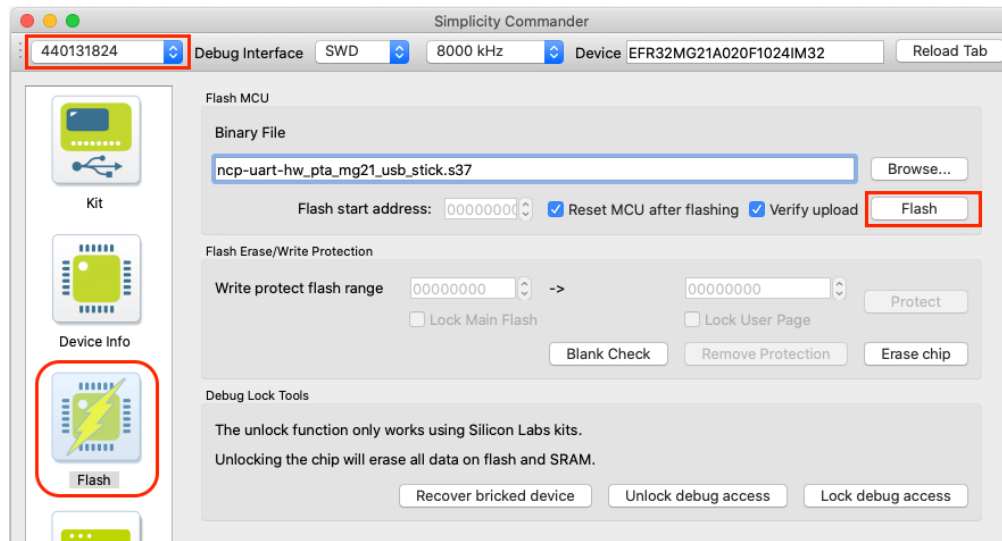 Simplicity Commander
440131824 Debug Interface SWD 8000 kHz Device EFR32MG21A020F1024IM32 Reload Tab
Kit
Device Info
Flash
Flash MCU
Binary File
ncp-uart-hw_pta_mg21_usb_stick.s37 Browse...
Flash start address: 00000000 Reset MCU after flashing Verify upload Flash
Flash Erase/Write Protection
Write protect flash range 00000000 -> 00000000 Protect
Lock Main Flash Lock User Page
Blank Check Remove Protection Erase chip
Debug Lock Tools
The unlock function only works using Silicon Labs kits.
Unlocking the chip will erase all data on flash and SRAM.
Recover bricked device Unlock debug access Lock debug access